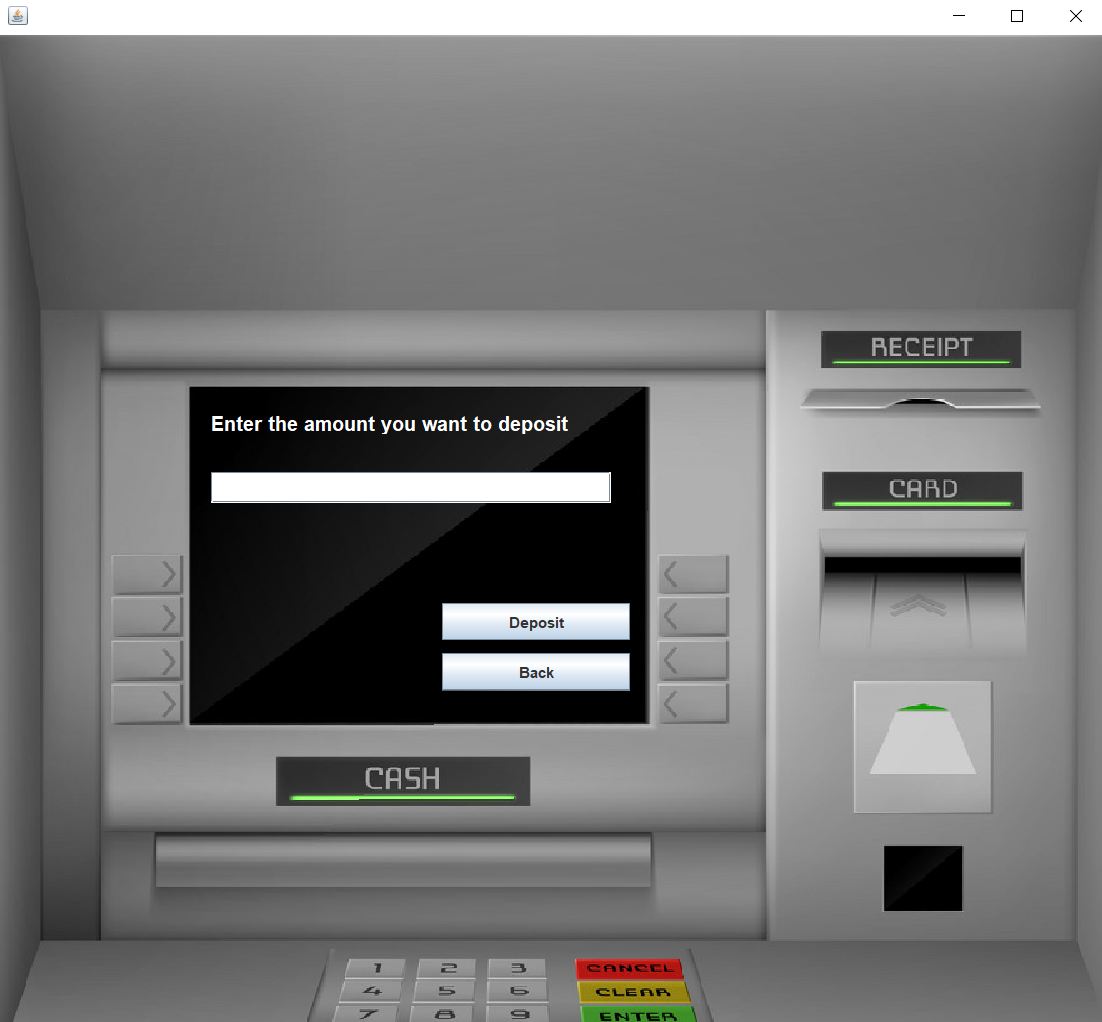 RECEIPT
Enter the amount you want to deposit
CARD
Deposit
Back
CASH
1 2 3 CANCEL
4 5 6 CLEAR
7 8 9 ENTER